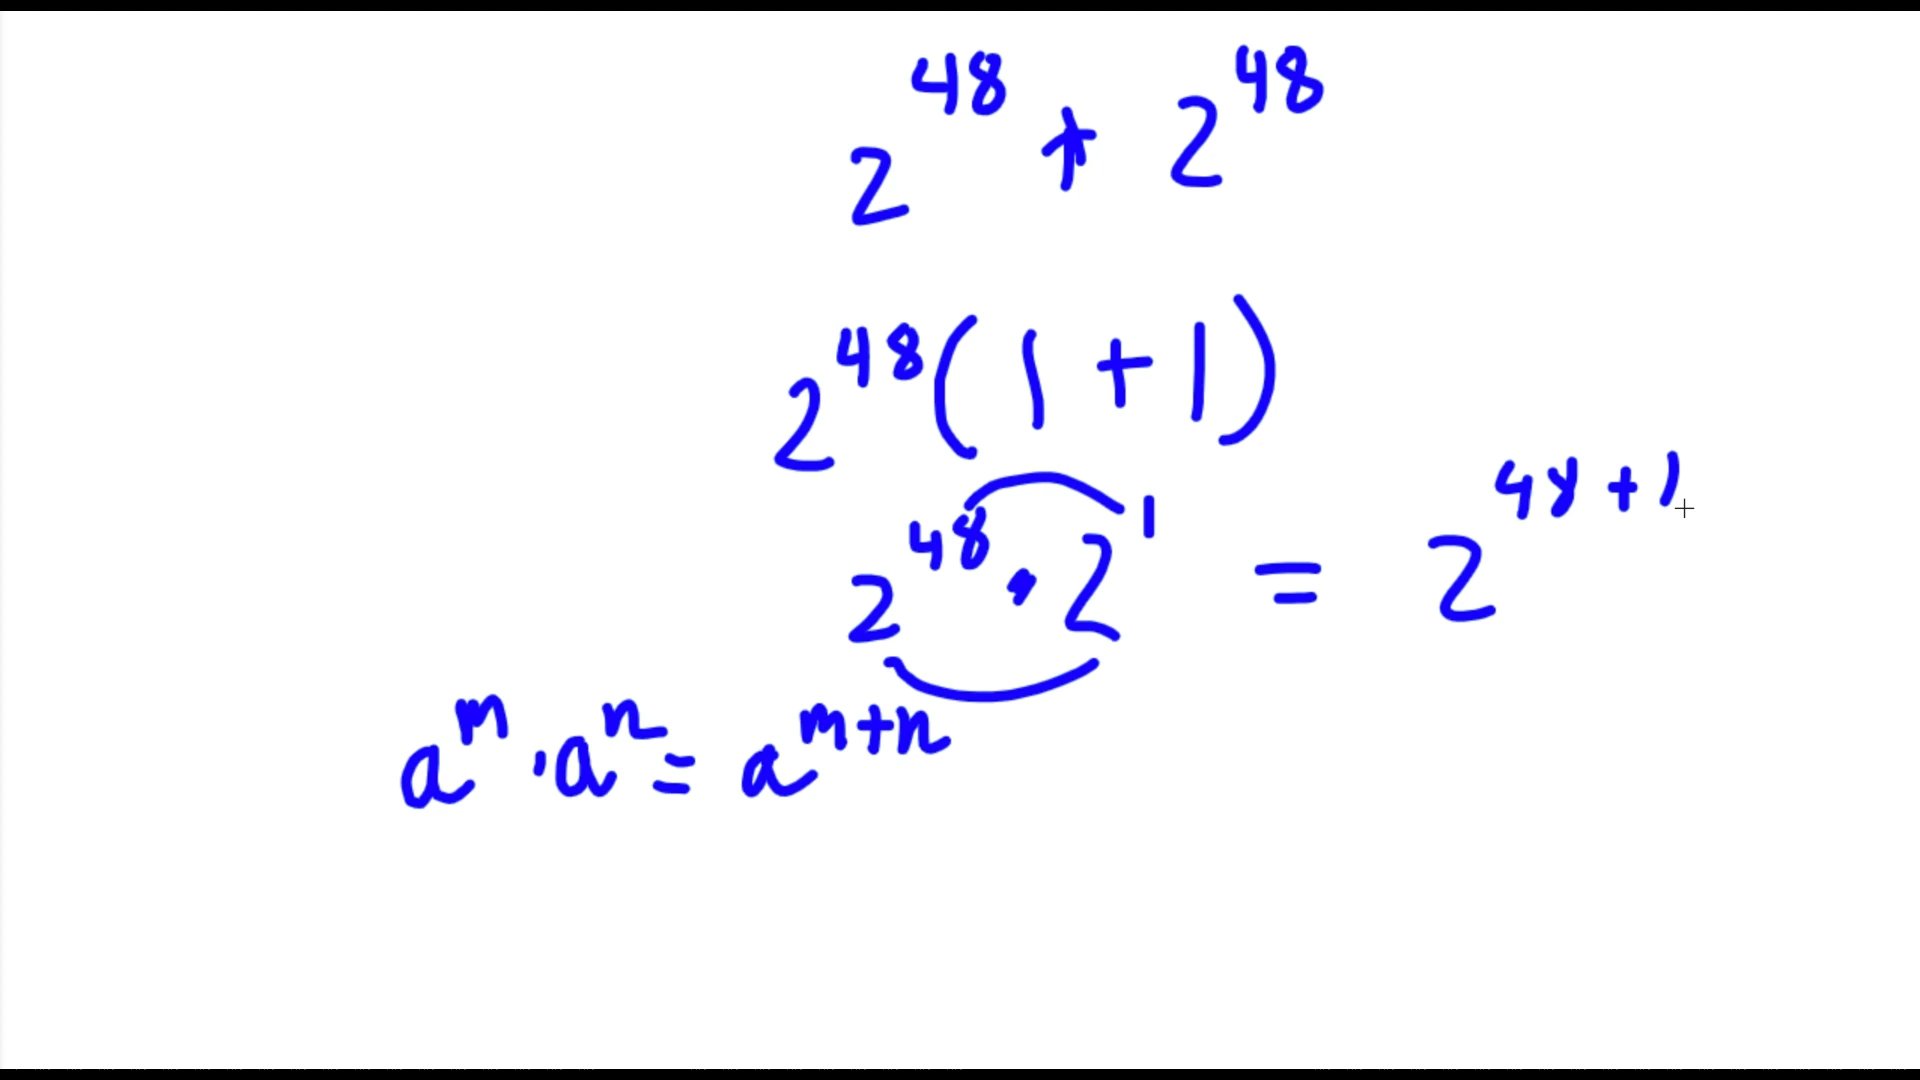 2^48 + 2^48
2^48(1+1)
2^48 · 2^1 = 2^48+1
a^m · a^n = a^m+n